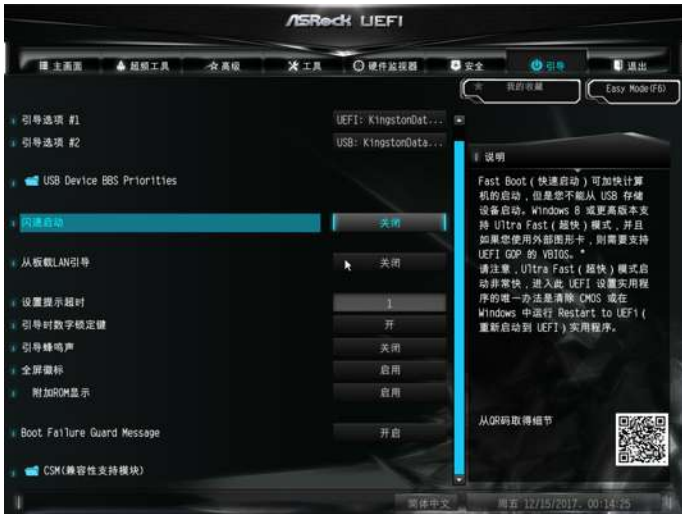 ASRock UEFI
主画面
超频工具
高级
工具
硬件监视器
安全
引导
退出
我的收藏
Easy Mode(F6)
引导选项 #1
UEFI: KingstonDat...
引导选项 #2
USB: KingstonData...
USB Device BBS Priorities
闪速启动
关闭
从板载LAN引导
关闭
设置提示超时
1
引导时数字锁定键
开
引导蜂鸣声
关闭
全屏徽标
启用
附加ROM显示
启用
Boot Failure Guard Message
开启
CSM(兼容性支持模块)
说明
Fast Boot ( 快速启动 ) 可加快计算
机的启动 , 但是您不能从 USB 存储
设备启动。Windows 8 或更高版本支
持 Ultra Fast ( 超快 ) 模式 , 并且
如果您使用外部图形卡 , 则需要支持
UEFI GOP 的 VBIOS。*
请注意 , Ultra Fast ( 超快 ) 模式启
动非常快 , 进入此 UEFI 设置实用程
序的唯一办法是清除 CMOS 或在
Windows 中运行 Restart to UEFI (
重新启动到 UEFI ) 实用程序。
从QR码取得细节
简体中文
周五 12/15/2017, 00:14:25